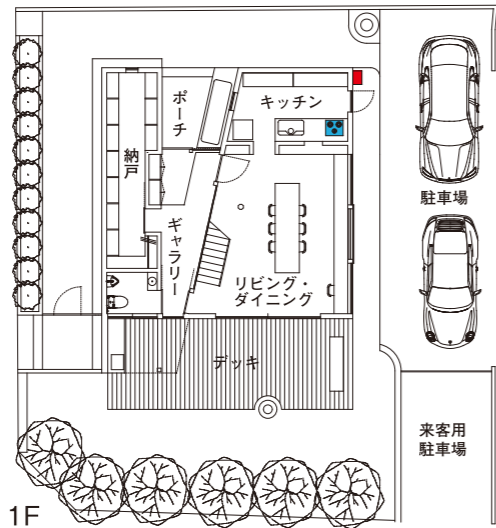 ポーチ
キッチン
納戸
ギャラリー
リビング・
ダイニング
駐車場
デッキ
来客用
駐車場
1F